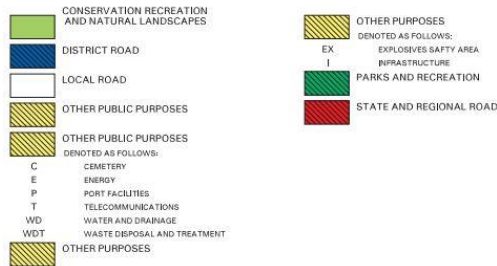 CONSERVATION RECREATION
AND NATURAL LANDSCAPES
DISTRICT ROAD
LOCAL ROAD
OTHER PUBLIC PURPOSES
OTHER PUBLIC PURPOSES
DENOTED AS FOLLOWS:
C CEMETERY
E ENERGY
P PORT FACILITIES
T TELECOMMUNICATIONS
WD WATER AND DRAINAGE
WDT WASTE DISPOSAL AND TREATMENT
OTHER PURPOSES
OTHER PURPOSES
DENOTED AS FOLLOWS:
EX EXPLOSIVES SAFTY AREA
I INFRASTRUCTURE
PARKS AND RECREATION
STATE AND REGIONAL ROAD